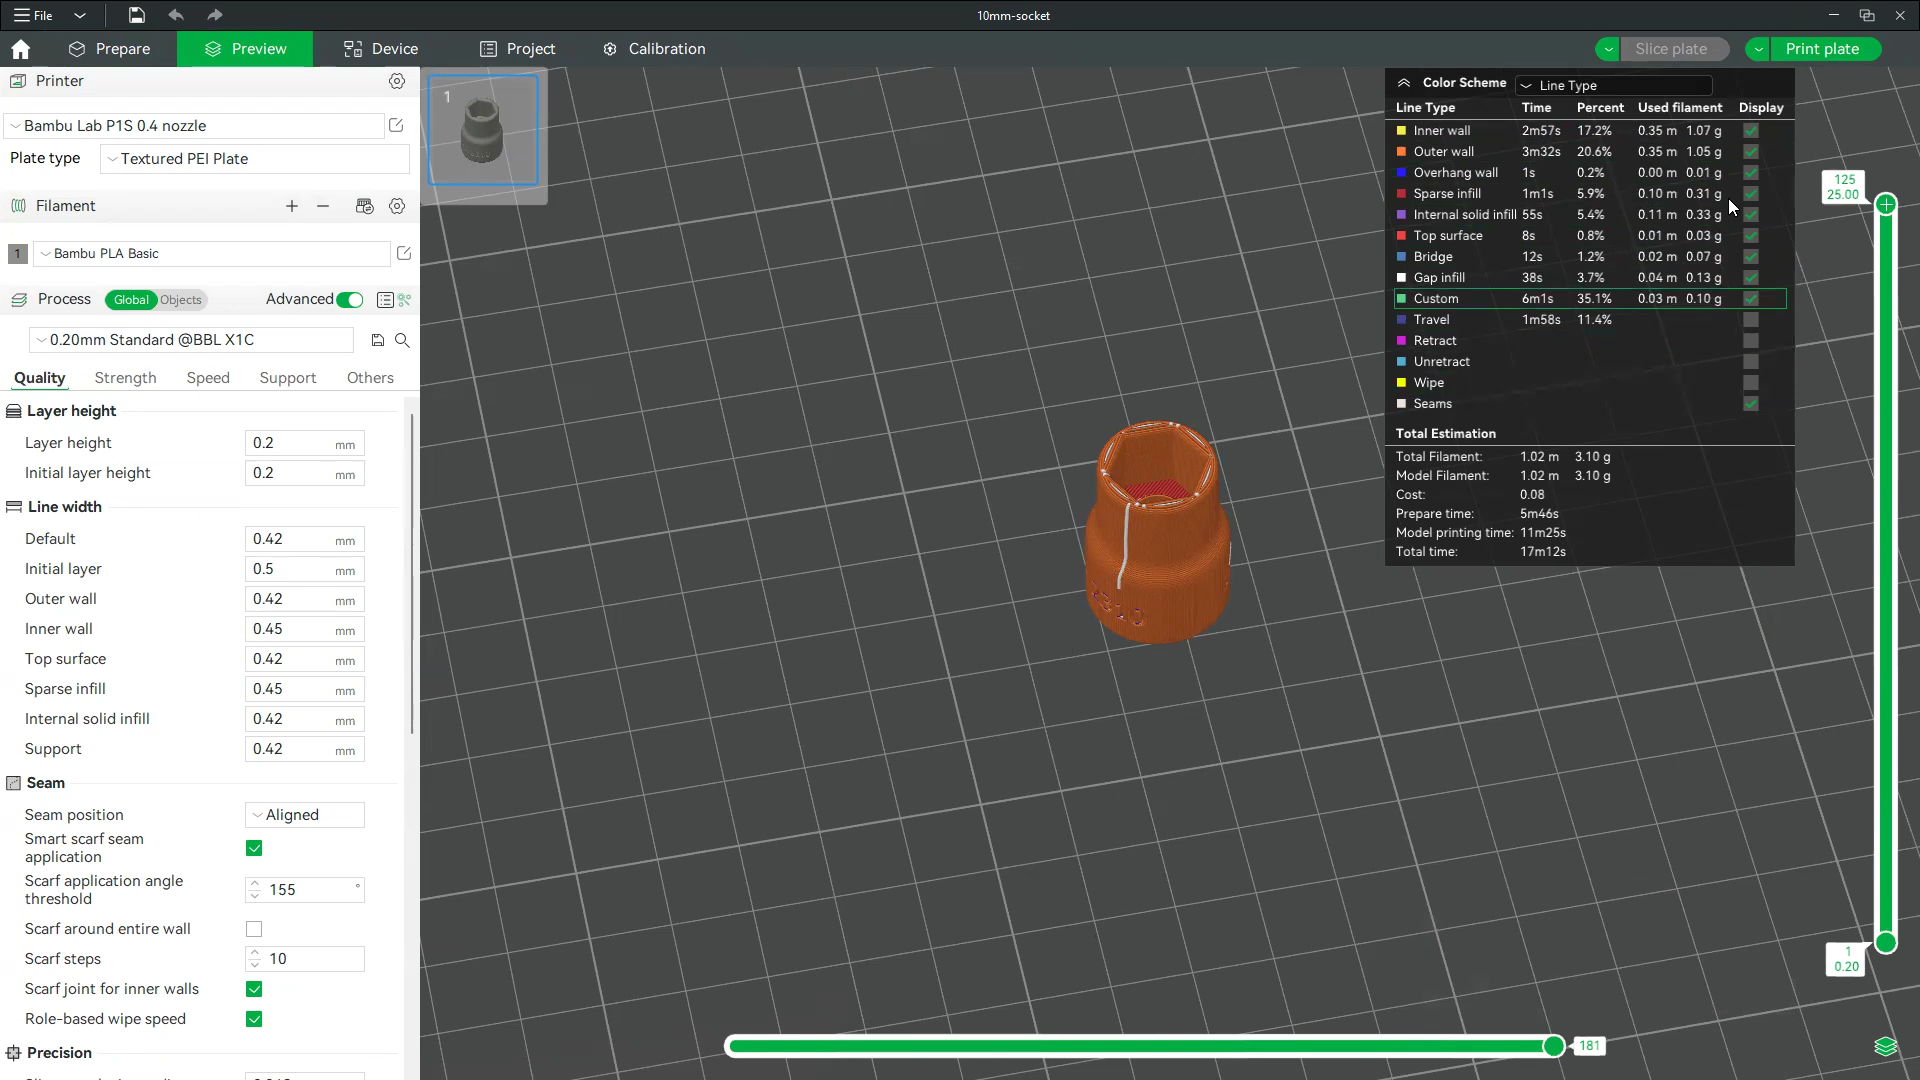 File
10mm-socket
Prepare
Preview
Device
Project
Calibration
Slice plate
Print plate
Printer
Bambu Lab P1S 0.4 nozzle
Plate type Textured PEI Plate
Filament
1 Bambu PLA Basic
Process Global Objects Advanced
0.20mm Standard @BBL X1C
Quality Strength Speed Support Others
Layer height
Layer height 0.2 mm
Initial layer height 0.2 mm
Line width
Default 0.42 mm
Initial layer 0.5 mm
Outer wall 0.42 mm
Inner wall 0.45 mm
Top surface 0.42 mm
Sparse infill 0.45 mm
Internal solid infill 0.42 mm
Support 0.42 mm
Seam
Seam position Aligned
Smart scarf seam
application
Scarf application angle
threshold 155 °
Scarf around entire wall
Scarf steps 10
Scarf joint for inner walls
Role-based wipe speed
Precision
1
Color Scheme Line Type
Line Type Time Percent Used filament Display
Inner wall 2m57s 17.2% 0.35 m 1.07 g
Outer wall 3m32s 20.6% 0.35 m 1.05 g
Overhang wall 1s 0.2% 0.00 m 0.01 g
Sparse infill 1m1s 5.9% 0.10 m 0.31 g
Internal solid infill 55s 5.4% 0.11 m 0.33 g
Top surface 8s 0.8% 0.01 m 0.03 g
Bridge 12s 1.2% 0.02 m 0.07 g
Gap infill 38s 3.7% 0.04 m 0.13 g
Custom 6m1s 35.1% 0.03 m 0.10 g
Travel 1m58s 11.4%
Retract
Unretract
Wipe
Seams
Total Estimation
Total Filament: 1.02 m 3.10 g
Model Filament: 1.02 m 3.10 g
Cost: 0.08
Prepare time: 5m46s
Model printing time: 11m25s
Total time: 17m12s
125
25.00
1
0.20
181